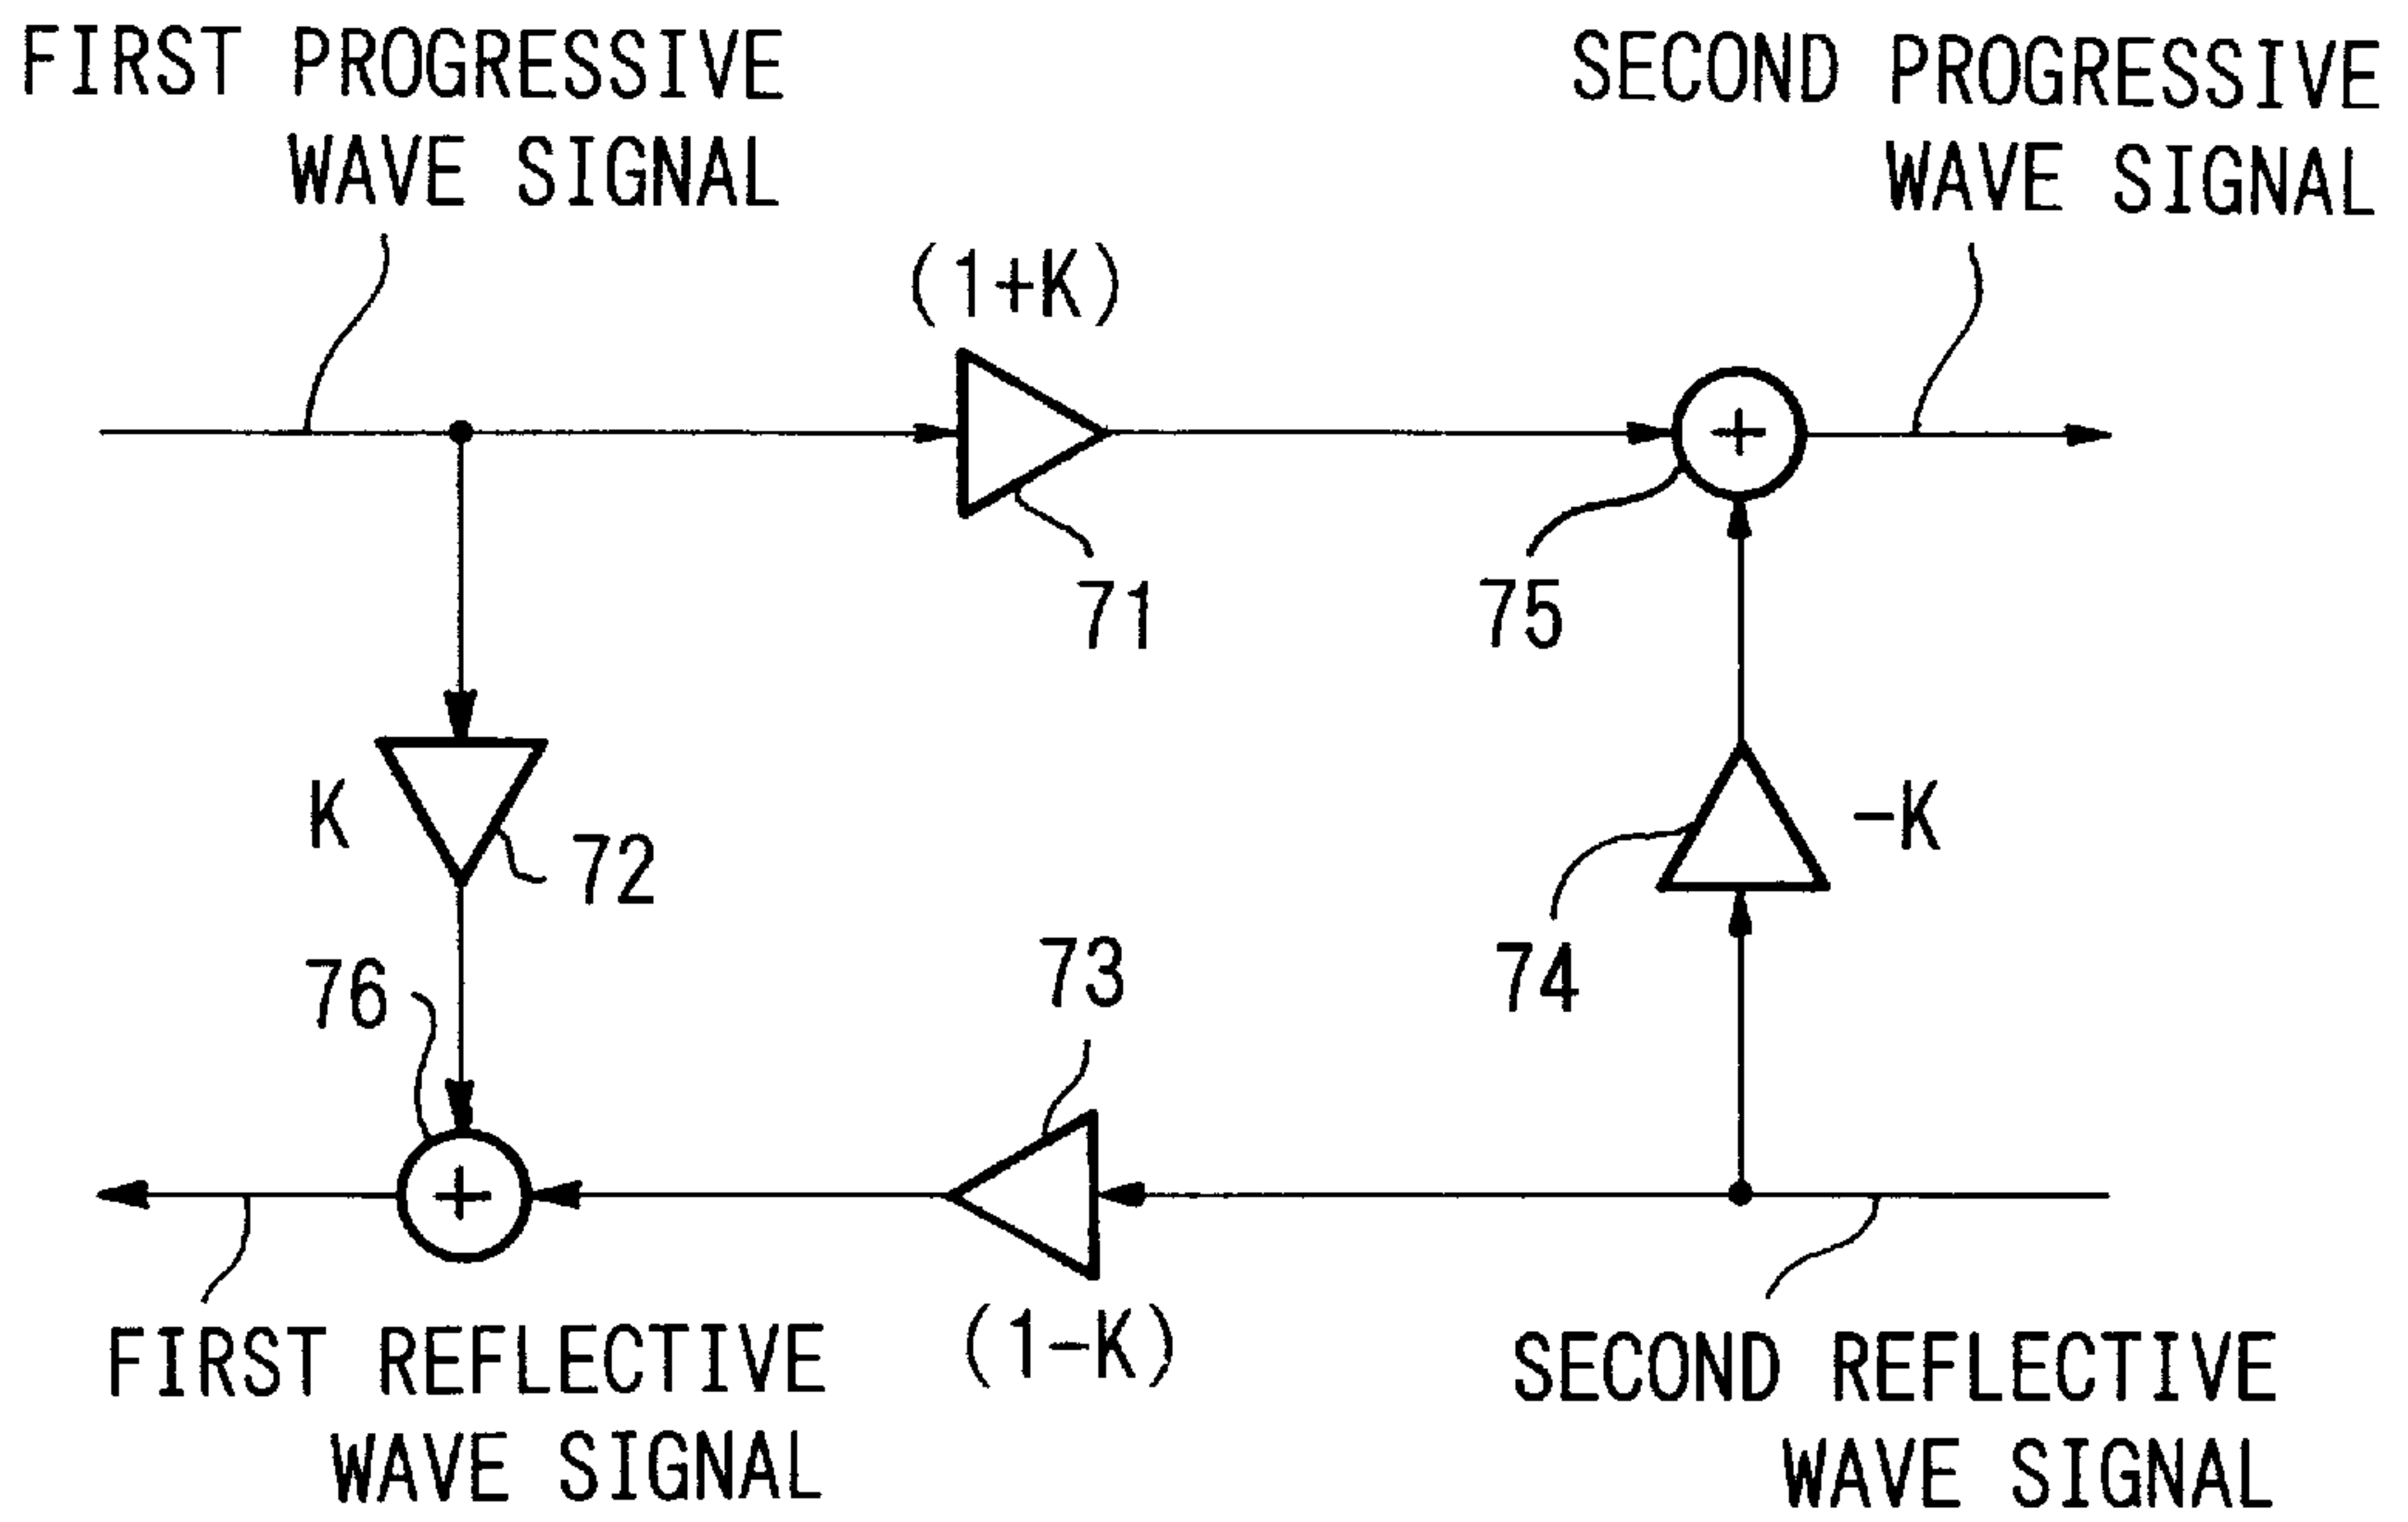 FIRST PROGRESSIVE
WAVE SIGNAL
SECOND PROGRESSIVE
WAVE SIGNAL
(1+K)
+
71
75
K
72
-K
74
76
73
+
(1-K)
FIRST REFLECTIVE
WAVE SIGNAL
SECOND REFLECTIVE
WAVE SIGNAL